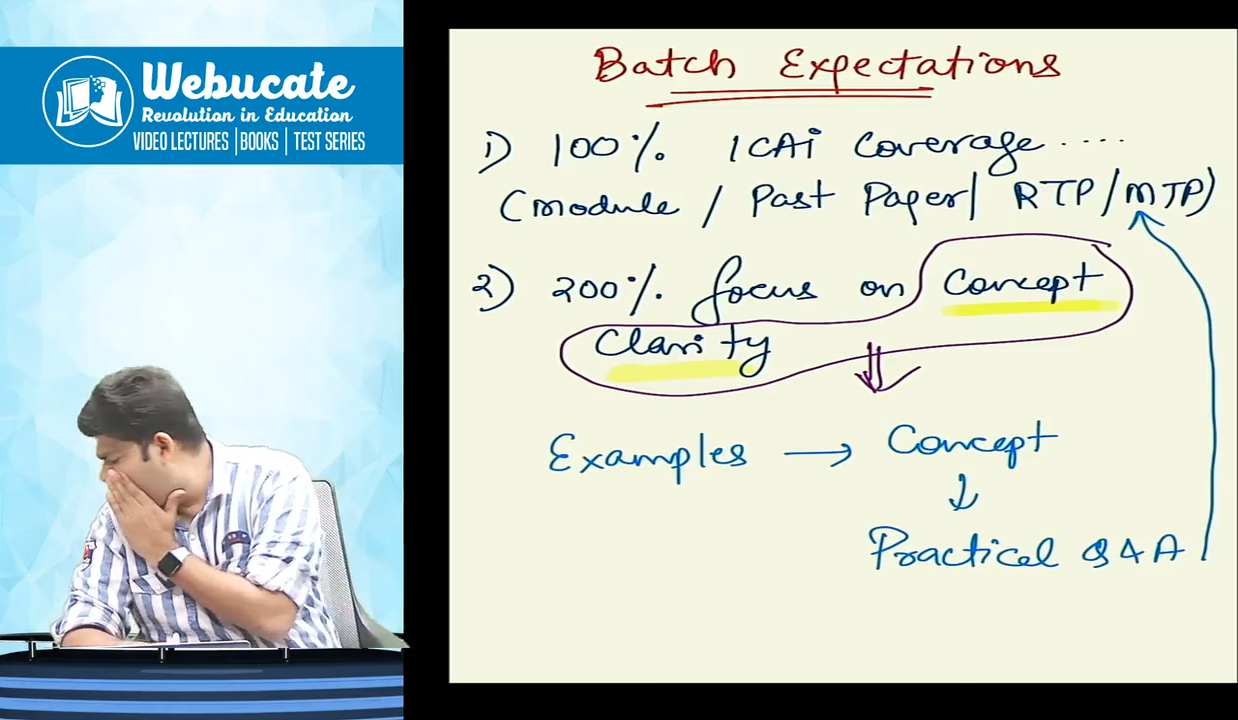 Webucate
Revolution in Education
VIDEO LECTURES | BOOKS | TEST SERIES
Batch Expectations
1) 100% ICAi Coverage ....
(Module / Past Paper / RTP / MTP)
2) 200% focus on Concept
Clarity
Examples → Concept
↓
Practical Q & A